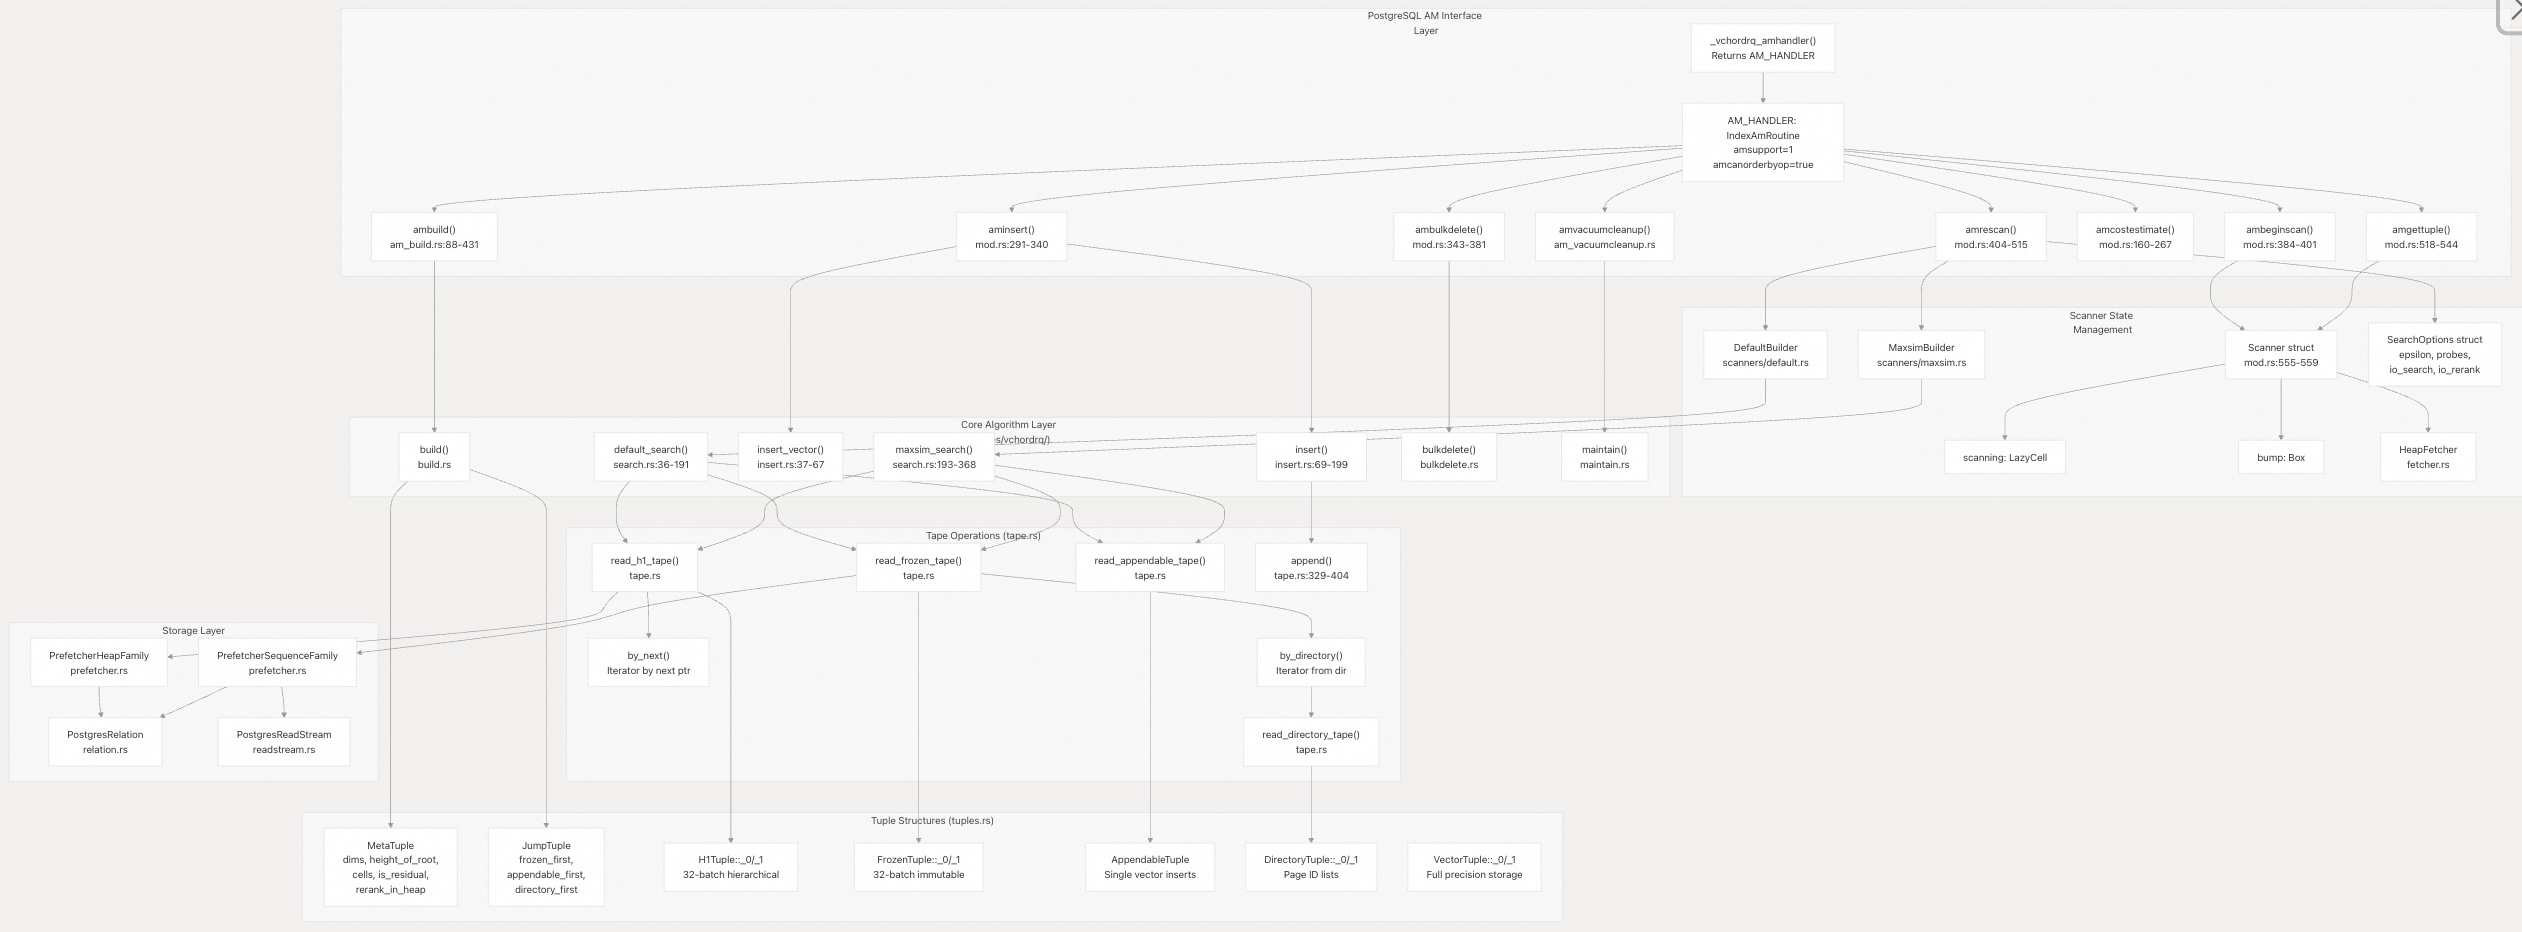 PostgreSQL AM Interface
Layer
_vchordrq_amhandler()
Returns AM_HANDLER
AM_HANDLER:
IndexAmRoutine
amsupport=1
amcanorderbyop=true
ambuild()
am_build.rs:88-431
aminsert()
mod.rs:291-340
ambulkdelete()
mod.rs:343-381
amvacuumcleanup()
am_vacuumcleanup.rs
amrescan()
mod.rs:404-515
amcostestimate()
mod.rs:160-267
ambeginscan()
mod.rs:384-401
amgettuple()
mod.rs:518-544
Scanner State
Management
DefaultBuilder
scanners/default.rs
MaxsimBuilder
scanners/maxsim.rs
Scanner struct
mod.rs:555-559
SearchOptions struct
epsilon, probes,
io_search, io_rerank
scanning: LazyCell
bump: Box
HeapFetcher
fetcher.rs
Core Algorithm Layer
s/vchordrq/)
build()
build.rs
default_search()
search.rs:36-191
insert_vector()
insert.rs:37-67
maxsim_search()
search.rs:193-368
insert()
insert.rs:69-199
bulkdelete()
bulkdelete.rs
maintain()
maintain.rs
Tape Operations (tape.rs)
read_h1_tape()
tape.rs
read_frozen_tape()
tape.rs
read_appendable_tape()
tape.rs
append()
tape.rs:329-404
by_next()
Iterator by next ptr
by_directory()
Iterator from dir
read_directory_tape()
tape.rs
Storage Layer
PrefetcherHeapFamily
prefetcher.rs
PrefetcherSequenceFamily
prefetcher.rs
PostgresRelation
relation.rs
PostgresReadStream
readstream.rs
Tuple Structures (tuples.rs)
MetaTuple
dims, height_of_root,
cells, is_residual,
rerank_in_heap
JumpTuple
frozen_first,
appendable_first,
directory_first
H1Tuple::_0/_1
32-batch hierarchical
FrozenTuple::_0/_1
32-batch immutable
AppendableTuple
Single vector inserts
DirectoryTuple::_0/_1
Page ID lists
VectorTuple::_0/_1
Full precision storage